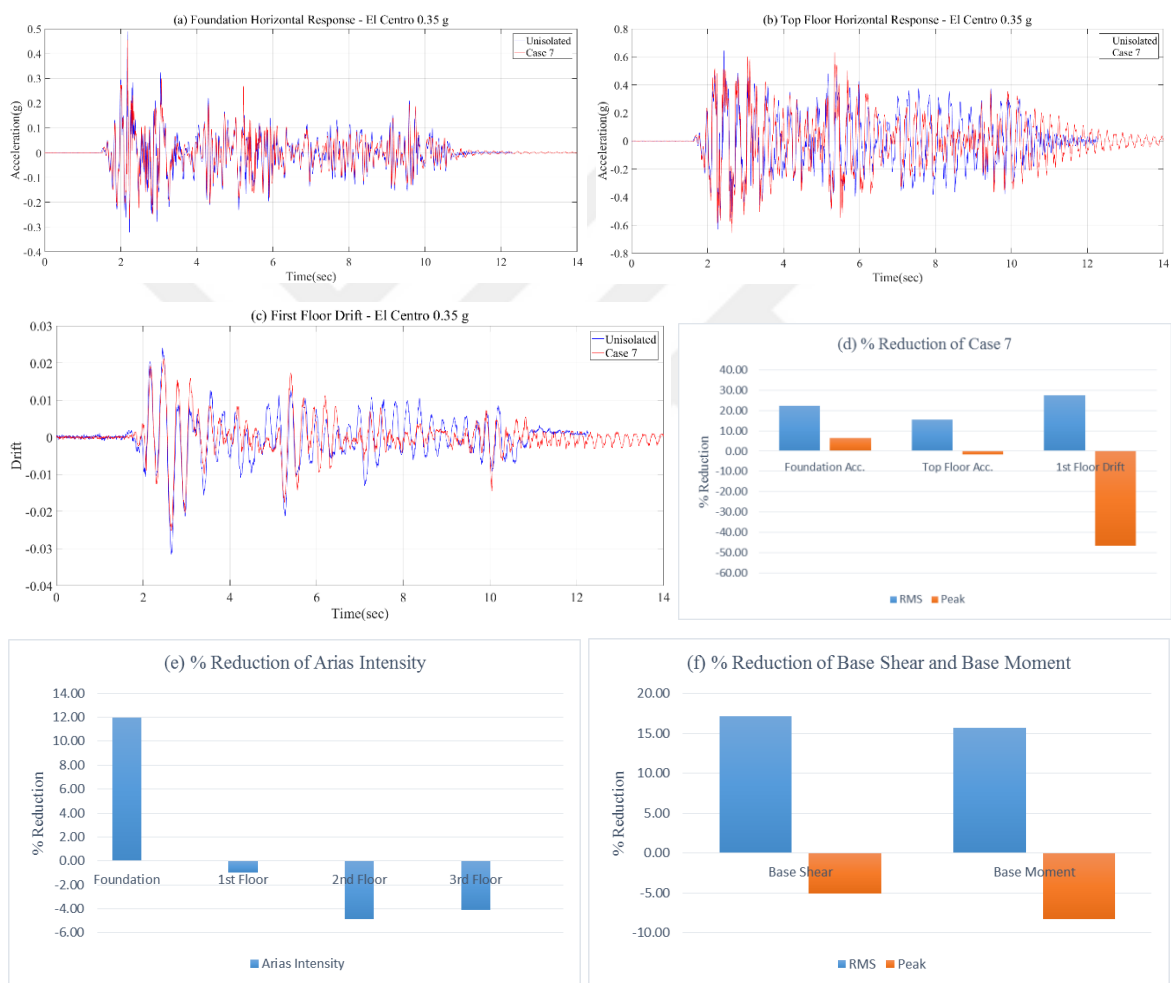 (a) Foundation Horizontal Response - El Centro 0.35 g
Unisolated
Case 7
0.5
0.4
0.3
0.2
0.1
0
-0.1
-0.2
-0.3
-0.4
Acceleration(g)
0 2 4 6 8 10 12 14
Time(sec)
(b) Top Floor Horizontal Response - El Centro 0.35 g
Unisolated
Case 7
0.8
0.6
0.4
0.2
0
-0.2
-0.4
-0.6
-0.8
Acceleration(g)
0 2 4 6 8 10 12 14
Time(sec)
(c) First Floor Drift - El Centro 0.35 g
Unisolated
Case 7
0.03
0.02
0.01
0
-0.01
-0.02
-0.03
-0.04
Drift
0 2 4 6 8 10 12 14
Time(sec)
(d) % Reduction of Case 7
40.00
30.00
20.00
10.00
0.00
-10.00
-20.00
-30.00
-40.00
-50.00
-60.00
% Reduction
Foundation Acc. Top Floor Acc. 1st Floor Drift
RMS Peak
(e) % Reduction of Arias Intensity
14.00
12.00
10.00
8.00
6.00
4.00
2.00
0.00
-2.00
-4.00
-6.00
% Reduction
Foundation 1st Floor 2nd Floor 3rd Floor
Arias Intensity
(f) % Reduction of Base Shear and Base Moment
20.00
15.00
10.00
5.00
0.00
-5.00
-10.00
% Reduction
Base Shear Base Moment
RMS Peak